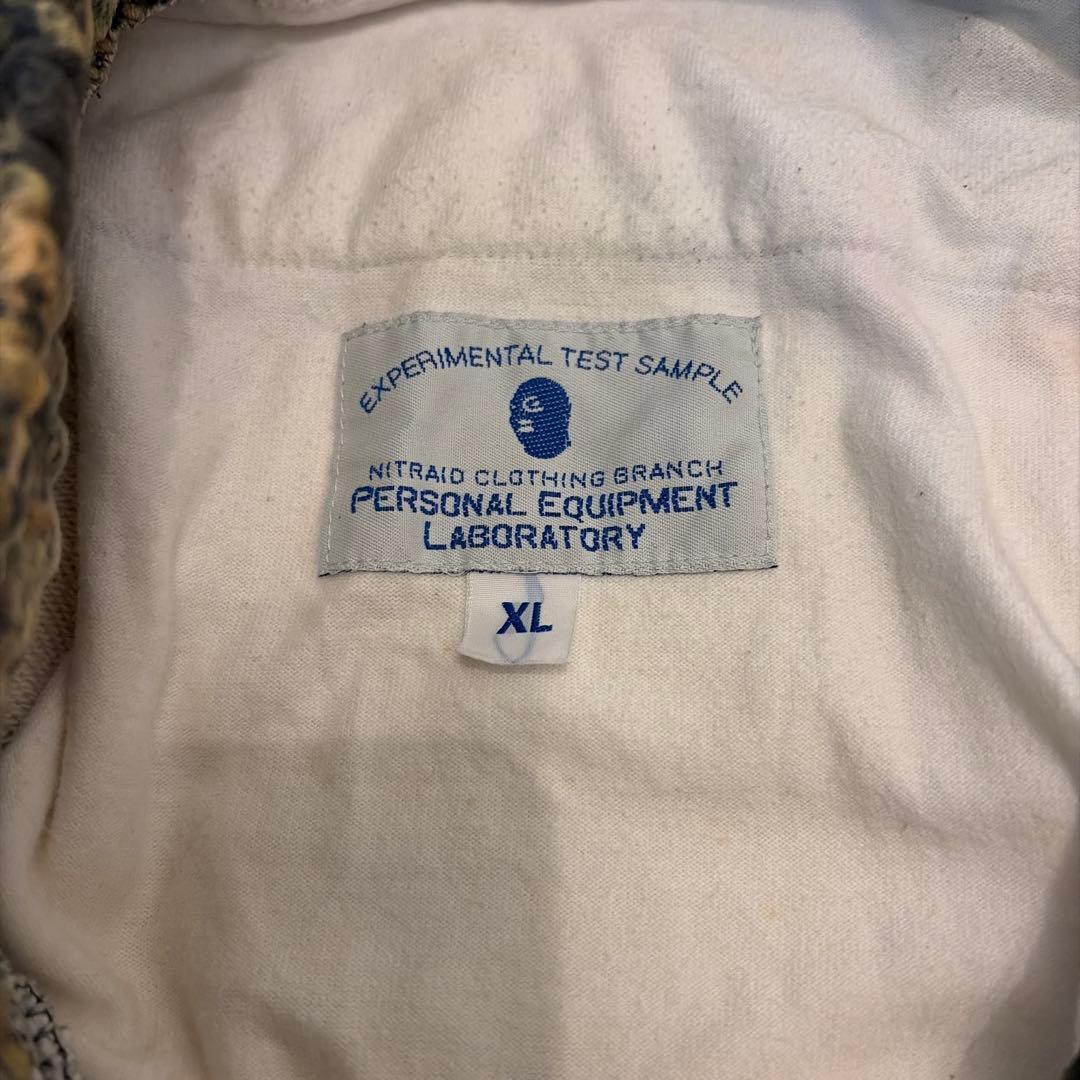 EXPERIMENTAL TEST SAMPLE
NITRAID CLOTHING BRANCH
PERSONAL EQUIPMENT
LABORATORY
XL